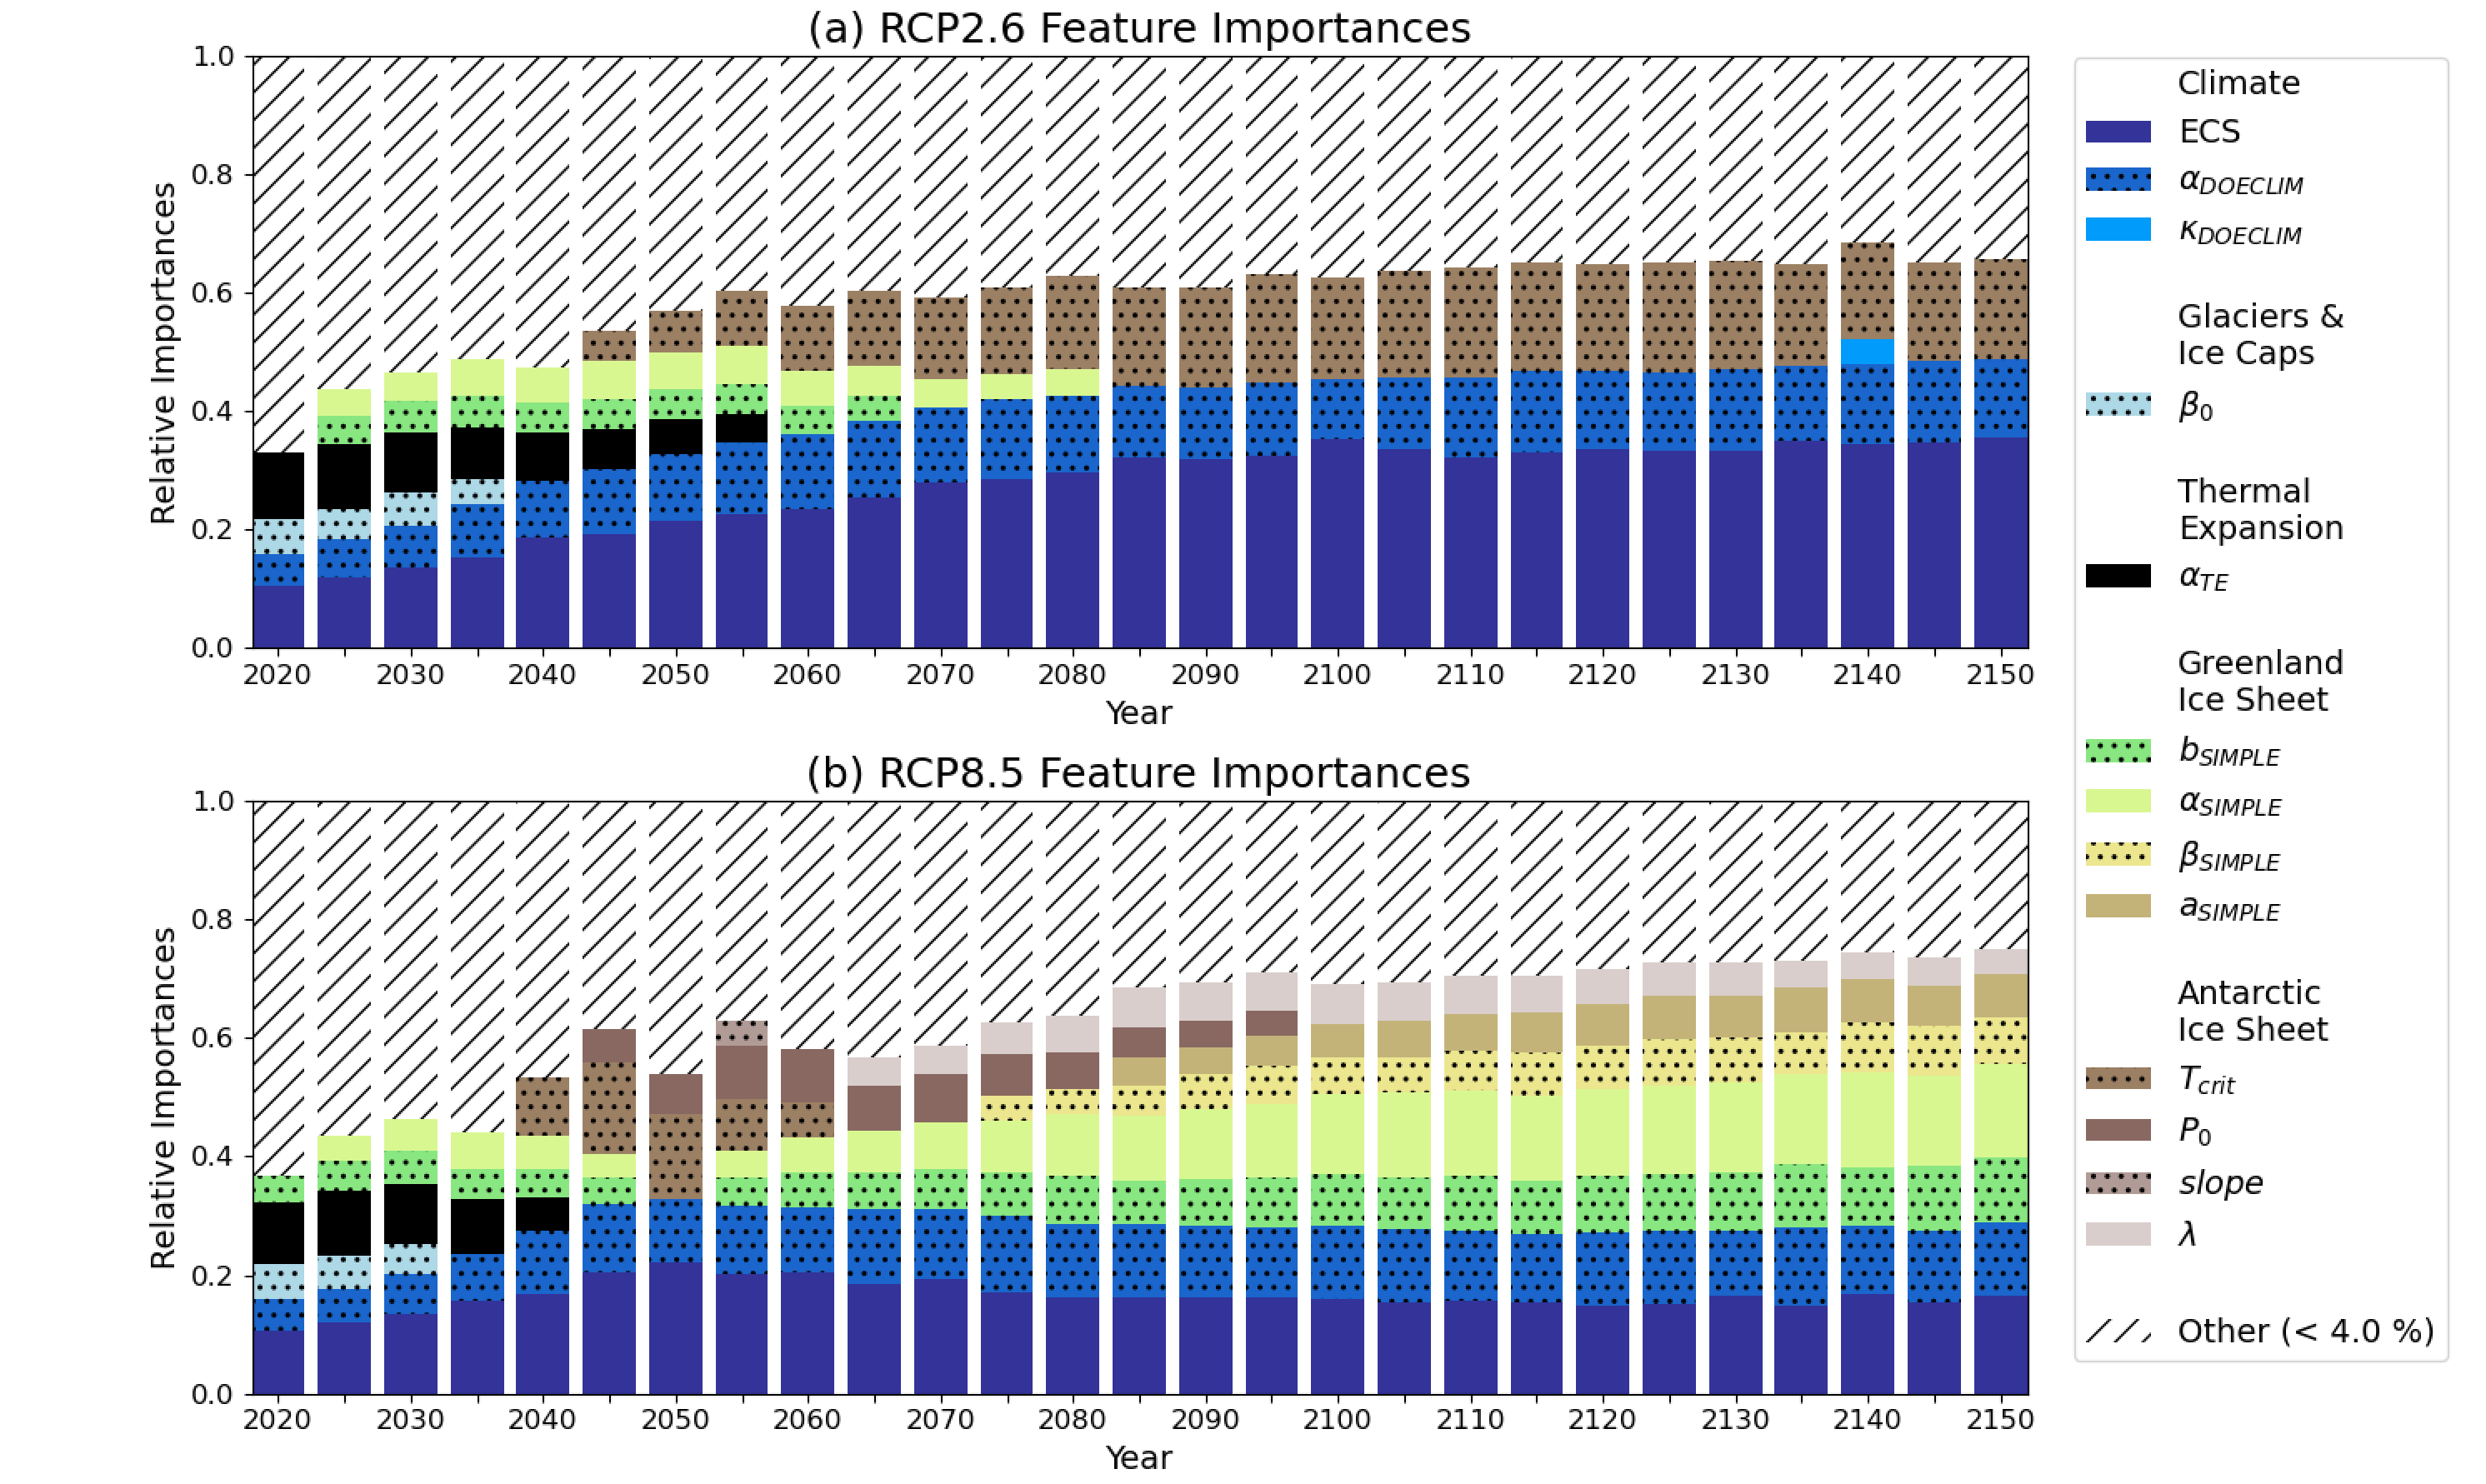 (a) RCP2.6 Feature Importances
1.0
0.8
0.6
0.4
0.2
0.0
Relative Importances
2020 2030 2040 2050 2060 2070 2080 2090 2100 2110 2120 2130 2140 2150
Year
(b) RCP8.5 Feature Importances
1.0
0.8
0.6
0.4
0.2
0.0
Relative Importances
2020 2030 2040 2050 2060 2070 2080 2090 2100 2110 2120 2130 2140 2150
Year
Climate
ECS
α_DOECLIM
κ_DOECLIM
Glaciers &
Ice Caps
β_0
Thermal
Expansion
α_TE
Greenland
Ice Sheet
b_SIMPLE
α_SIMPLE
β_SIMPLE
a_SIMPLE
Antarctic
Ice Sheet
T_crit
P_0
slope
λ
Other (< 4.0 %)